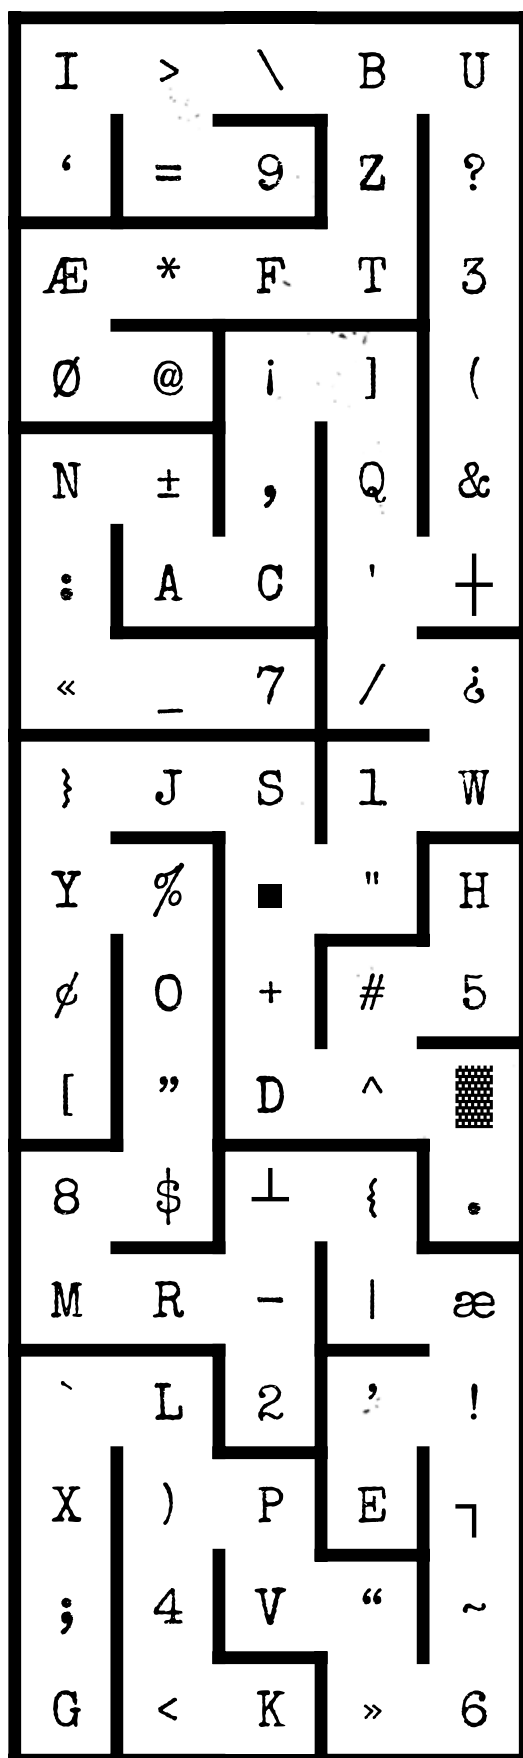 I > \ B U
‘ = 9 Z ?
Æ * F T 3
Ø @ ¡ ] (
N ± , Q &
: A C ' ┼
« _ 7 / ¿
} J S 1 W
Y % ■ " H
¢ O + # 5
[ ” D ^ ▓
8 $ ┴ { .
M R - | æ
` L 2 ’ !
X ) P E ┐
; 4 V “ ~
G < K » 6